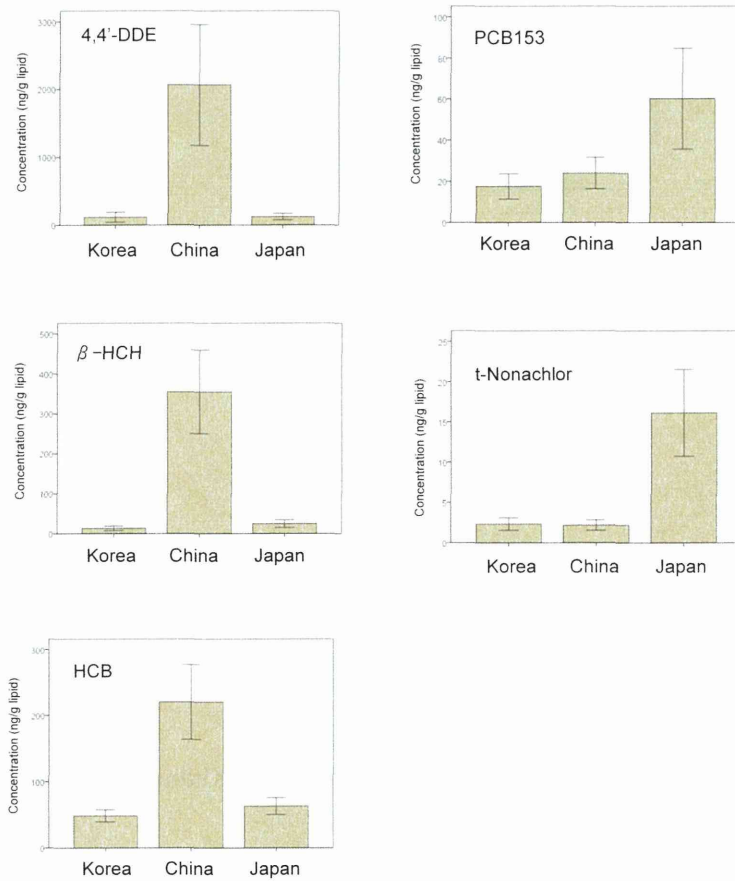 4,4'-DDE
Concentration (ng/g lipid)
3000
2000
1000
0
Korea China Japan
PCB153
Concentration (ng/g lipid)
100
80
60
40
20
0
Korea China Japan
β-HCH
Concentration (ng/g lipid)
500
400
300
200
100
0
Korea China Japan
t-Nonachlor
Concentration (ng/g lipid)
25
20
15
10
5
0
Korea China Japan
HCB
Concentration (ng/g lipid)
300
200
100
0
Korea China Japan